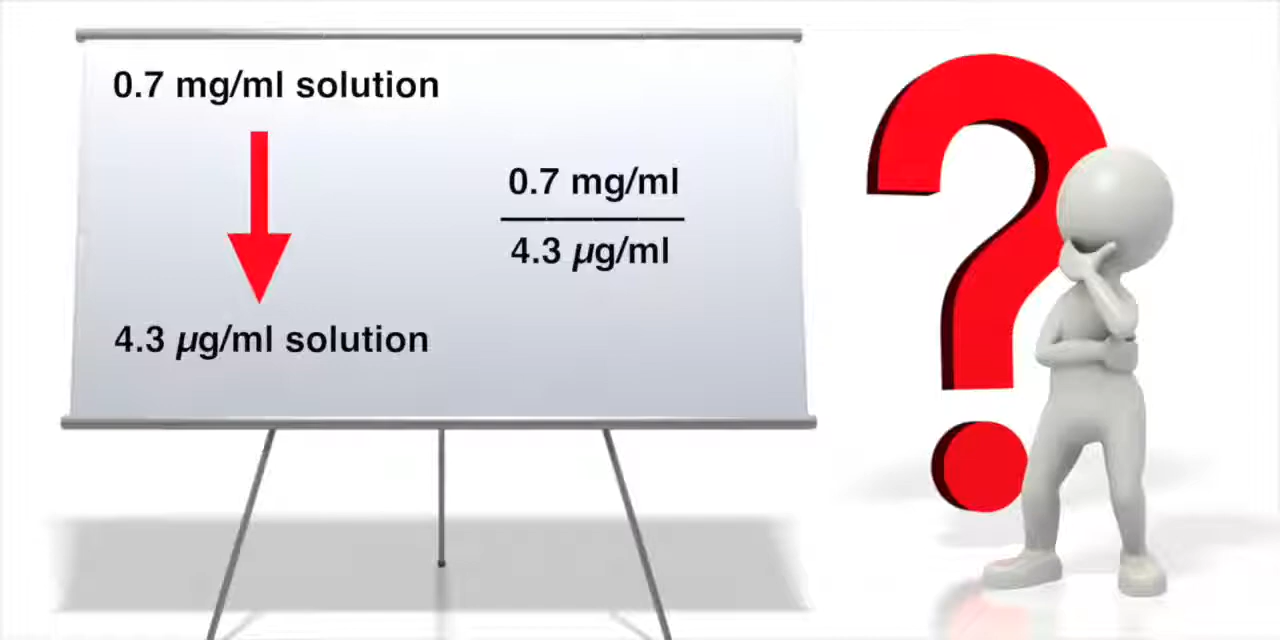 0.7 mg/ml solution
4.3 µg/ml solution
0.7 mg/ml
4.3 µg/ml